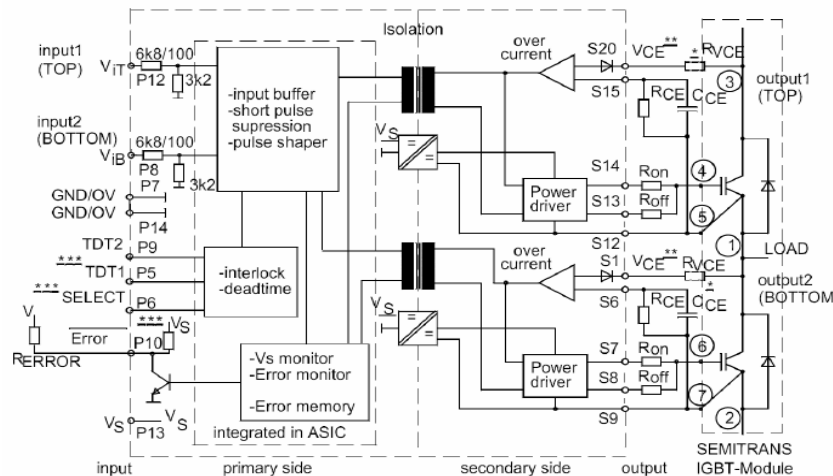 Isolation
input1
(TOP)
ViT
6k8/100
P12
3k2
input2
(BOTTOM)
6k8/100
ViB
P8
P7
3k2
GND/OV
GND/OV
P14
TDT2
P9
***
TDT1
P5
***
SELECT
P6
V
***
VS
Error
P10
RERROR
VS
VS
P13
-input buffer
-short pulse
supression
-pulse shaper
-interlock
-deadtime
-Vs monitor
-Error monitor
-Error memory
integrated in ASIC
VS
=
=
over
current
Power
driver
S20
S15
S14
S13
S12
VCE
**
*
RVCE
RCE
CCE
Ron
Roff
output1
(TOP)
3
4
5
1
LOAD
VS
=
=
over
current
Power
driver
S1
S6
S7
S8
S9
VCE
**
RVCE
RCE
CCE
*
Ron
Roff
output2
(BOTTOM
6
7
2
SEMITRANS
IGBT-Module
input
primary side
secondary side
output